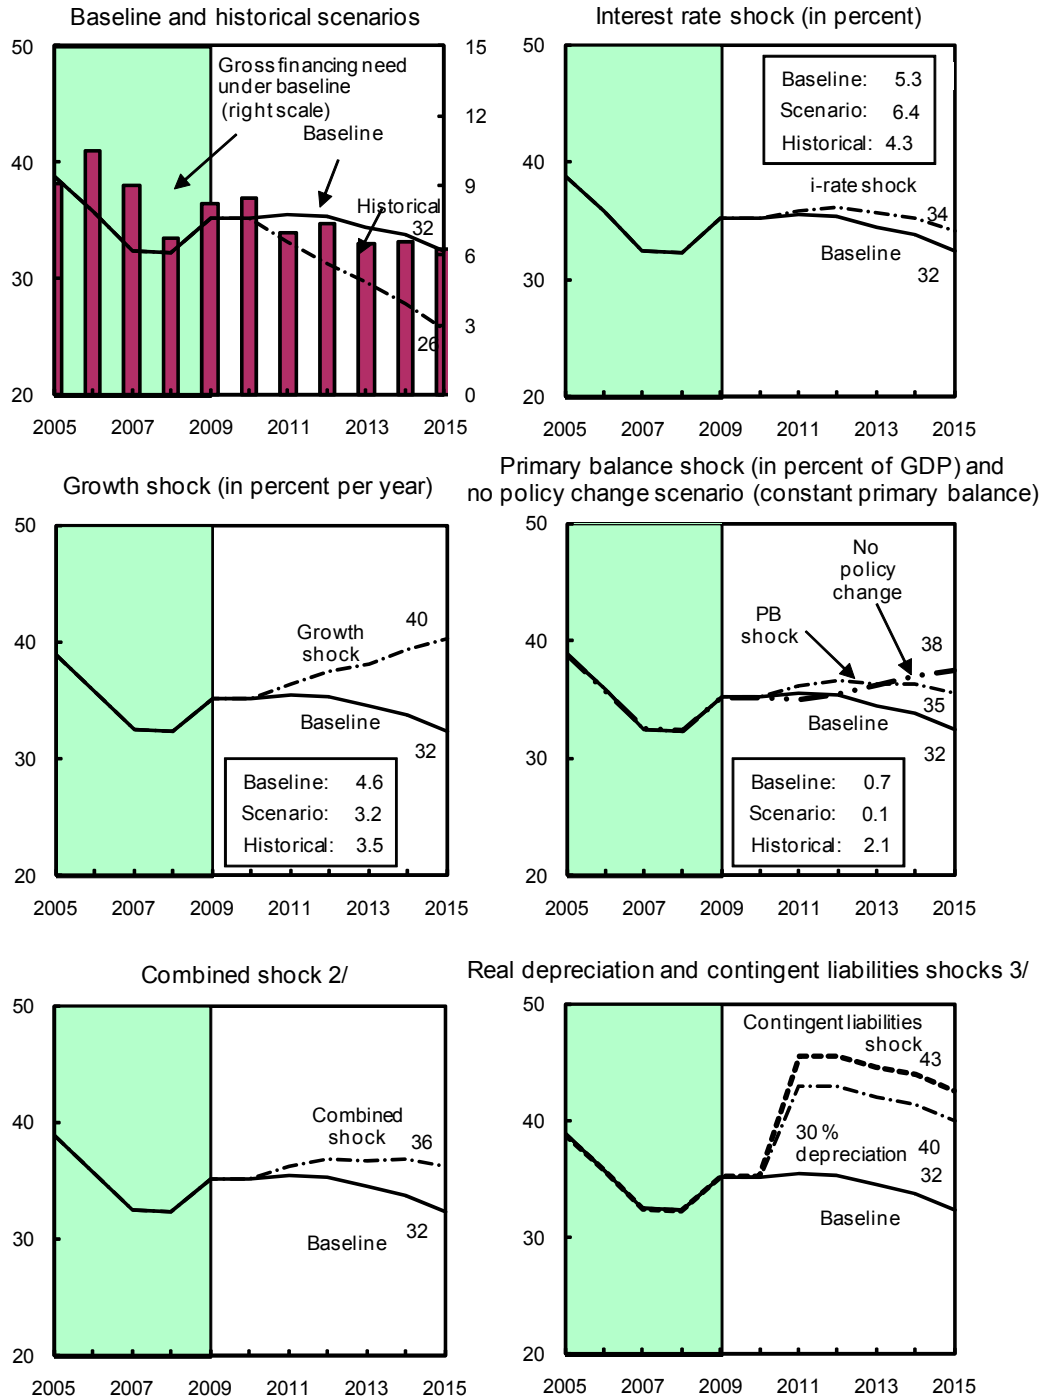 Baseline and historical scenarios
50
40
30
20
15
12
9
6
3
0
Gross financing need
under baseline
(right scale)
Baseline
Historical
32
26
2005 2007 2009 2011 2013 2015
Interest rate shock (in percent)
50
40
30
20
Baseline: 5.3
Scenario: 6.4
Historical: 4.3
i-rate shock
34
Baseline
32
2005 2007 2009 2011 2013 2015
Growth shock (in percent per year)
50
40
30
20
40
Growth
shock
Baseline
32
Baseline: 4.6
Scenario: 3.2
Historical: 3.5
2005 2007 2009 2011 2013 2015
Primary balance shock (in percent of GDP) and
no policy change scenario (constant primary balance)
50
40
30
20
No
policy
change
PB
shock
38
35
Baseline
32
Baseline: 0.7
Scenario: 0.1
Historical: 2.1
2005 2007 2009 2011 2013 2015
Combined shock 2/
50
40
30
20
Combined
shock
36
32
Baseline
2005 2007 2009 2011 2013 2015
Real depreciation and contingent liabilities shocks 3/
50
40
30
20
Contingent liabilities
shock
43
30 %
depreciation
40
32
Baseline
2005 2007 2009 2011 2013 2015